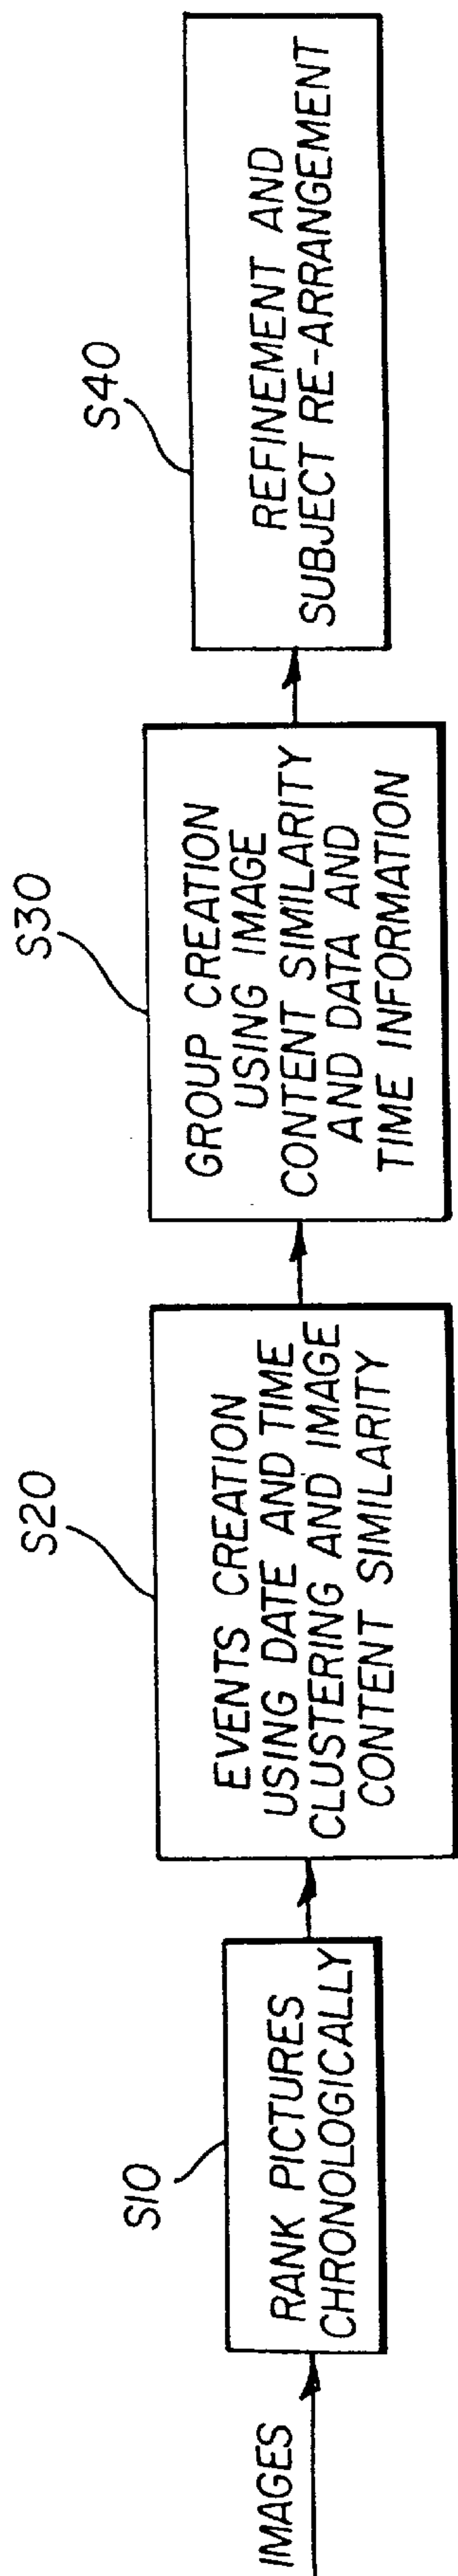 IMAGES
S10
RANK PICTURES
CHRONOLOGICALLY
S20
EVENTS CREATION
USING DATE AND TIME
CLUSTERING AND IMAGE
CONTENT SIMILARITY
S30
GROUP CREATION
USING IMAGE
CONTENT SIMILARITY
AND DATA AND
TIME INFORMATION
S40
REFINEMENT AND
SUBJECT RE-ARRANGEMENT